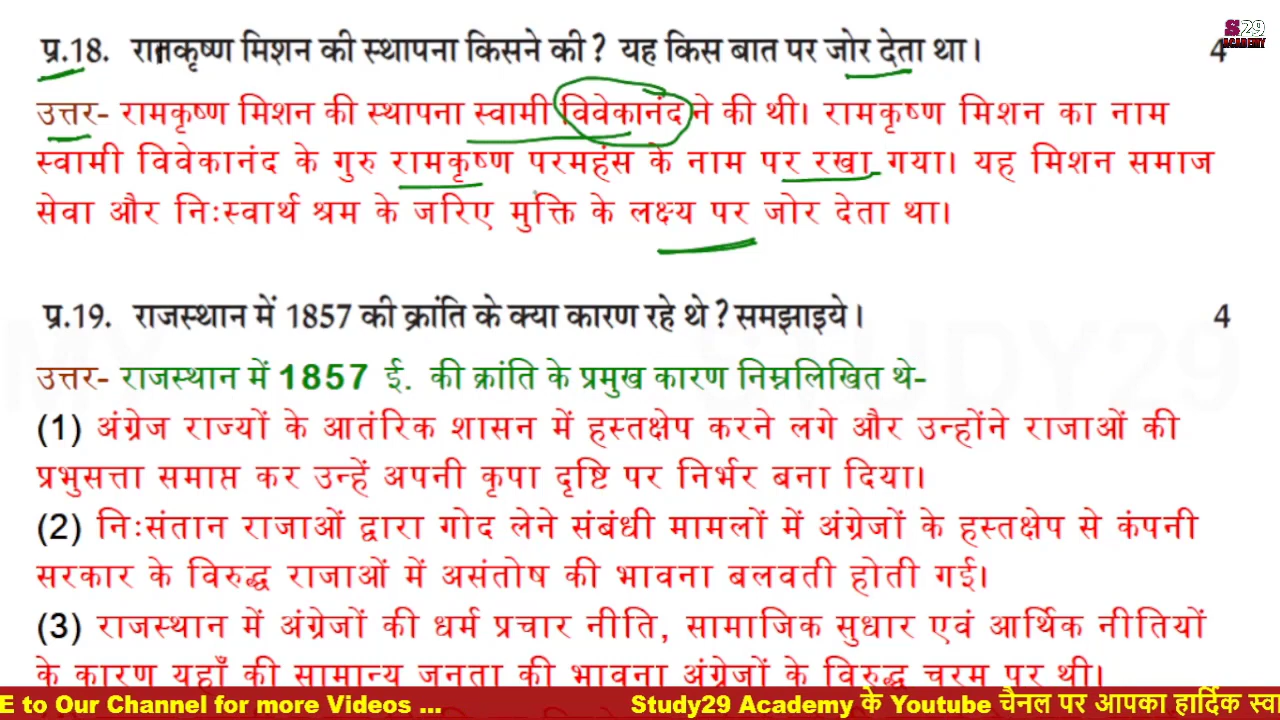 S29
ACADEMY
प्र.18. रामकृष्ण मिशन की स्थापना किसने की? यह किस बात पर जोर देता था। 4
उत्तर- रामकृष्ण मिशन की स्थापना स्वामी विवेकानंद ने की थी। रामकृष्ण मिशन का नाम
स्वामी विवेकानंद के गुरु रामकृष्ण परमहंस के नाम पर रखा गया। यह मिशन समाज
सेवा और निःस्वार्थ श्रम के जरिए मुक्ति के लक्ष्य पर जोर देता था।
प्र.19. राजस्थान में 1857 की क्रांति के क्या कारण रहे थे? समझाइये। 4
उत्तर- राजस्थान में 1857 ई. की क्रांति के प्रमुख कारण निम्नलिखित थे-
(1) अंग्रेज राज्यों के आतंरिक शासन में हस्तक्षेप करने लगे और उन्होंने राजाओं की
प्रभुसत्ता समाप्त कर उन्हें अपनी कृपा दृष्टि पर निर्भर बना दिया।
(2) निःसंतान राजाओं द्वारा गोद लेने संबंधी मामलों में अंग्रेजों के हस्तक्षेप से कंपनी
सरकार के विरुद्ध राजाओं में असंतोष की भावना बलवती होती गई।
(3) राजस्थान में अंग्रेजों की धर्म प्रचार नीति, सामाजिक सुधार एवं आर्थिक नीतियों
के कारण यहाँ की सामान्य जनता की भावना अंग्रेजों के विरुद्ध चरम पर थी।
E to Our Channel for more Videos ... Study29 Academy के Youtube चैनल पर आपका हार्दिक स्वा